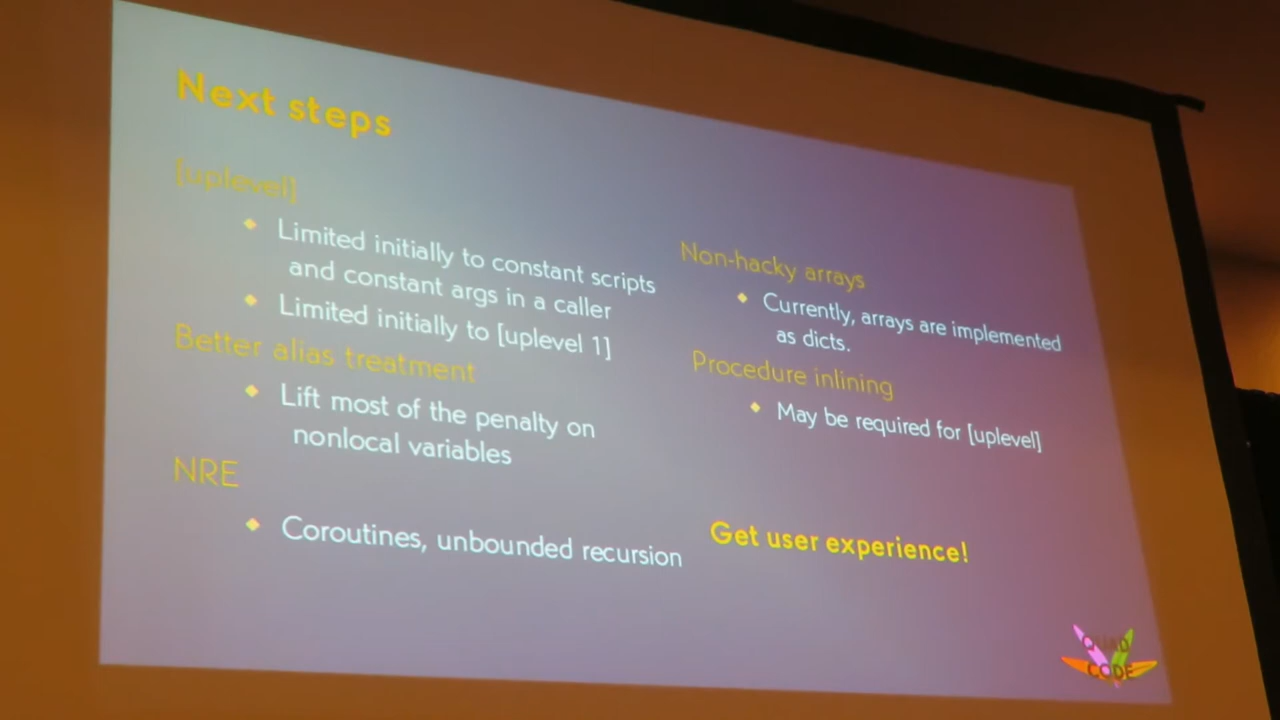 Next steps
[uplevel]
Limited initially to constant scripts
and constant args in a caller
Limited initially to [uplevel 1]
Better alias treatment
Lift most of the penalty on
nonlocal variables
NRE
Coroutines, unbounded recursion
Non-hacky arrays
Currently, arrays are implemented
as dicts.
Procedure inlining
May be required for [uplevel]
Get user experience!
QUAD
CODE